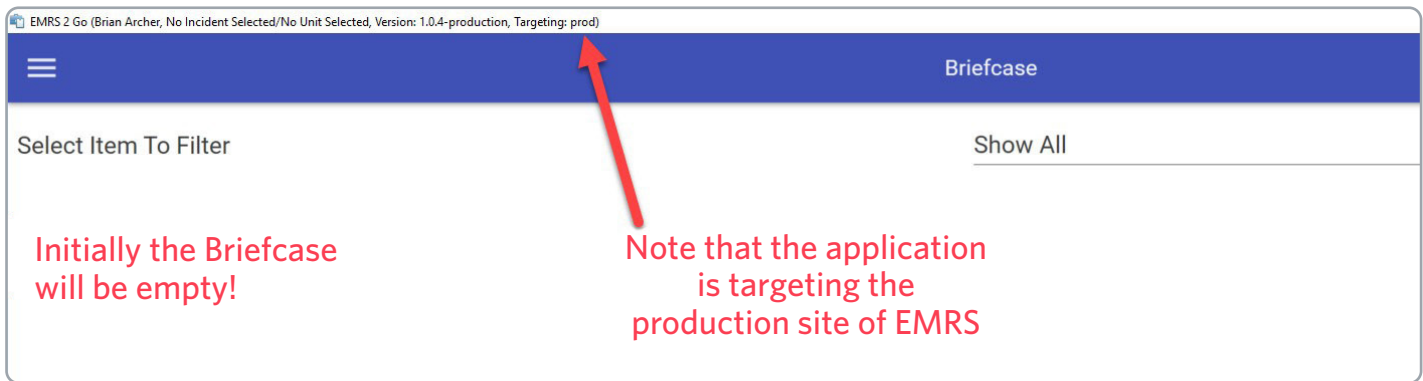 EMRS 2 Go (Brian Archer, No Incident Selected/No Unit Selected, Version: 1.0.4-production, Targeting: prod)
Briefcase
Select Item To Filter
Show All
Initially the Briefcase
will be empty!
Note that the application
is targeting the
production site of EMRS